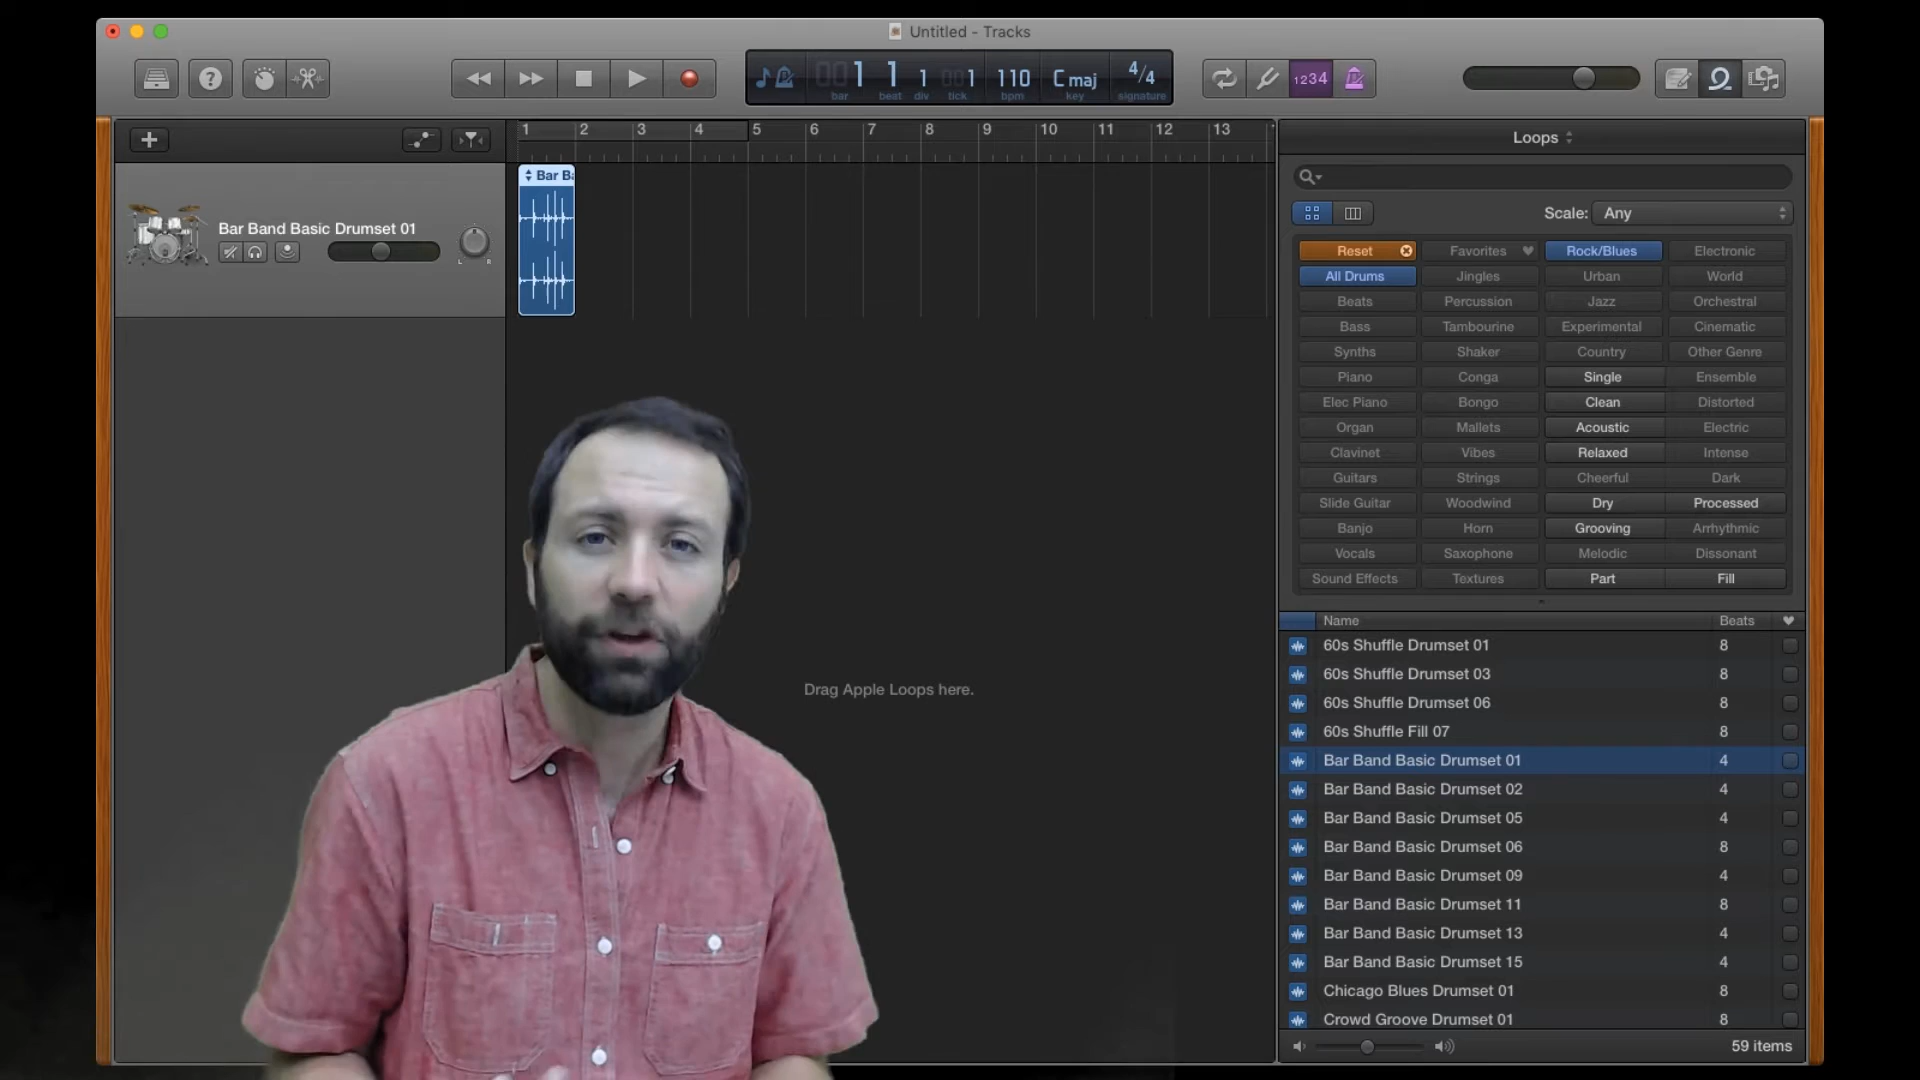 Untitled - Tracks
001 1 1 001 110 C maj 4/4
bar beat div tick bpm key signature
1234
1 2 3 4 5 6 7 8 9 10 11 12 13
Loops
Bar Ba
Scale: Any
Bar Band Basic Drumset 01
L R
Reset Favorites Rock/Blues Electronic
All Drums Jingles Urban World
Beats Percussion Jazz Orchestral
Bass Tambourine Experimental Cinematic
Synths Shaker Country Other Genre
Piano Conga Single Ensemble
Elec Piano Bongo Clean Distorted
Organ Mallets Acoustic Electric
Clavinet Vibes Relaxed Intense
Guitars Strings Cheerful Dark
Slide Guitar Woodwind Dry Processed
Banjo Horn Grooving Arrhythmic
Vocals Saxophone Melodic Dissonant
Sound Effects Textures Part Fill
Name Beats
60s Shuffle Drumset 01 8
60s Shuffle Drumset 03 8
Drag Apple Loops here.
60s Shuffle Drumset 06 8
60s Shuffle Fill 07 8
Bar Band Basic Drumset 01 4
Bar Band Basic Drumset 02 4
Bar Band Basic Drumset 05 4
Bar Band Basic Drumset 06 8
Bar Band Basic Drumset 09 4
Bar Band Basic Drumset 11 8
Bar Band Basic Drumset 13 4
Bar Band Basic Drumset 15 4
Chicago Blues Drumset 01 8
Crowd Groove Drumset 01 8
59 items